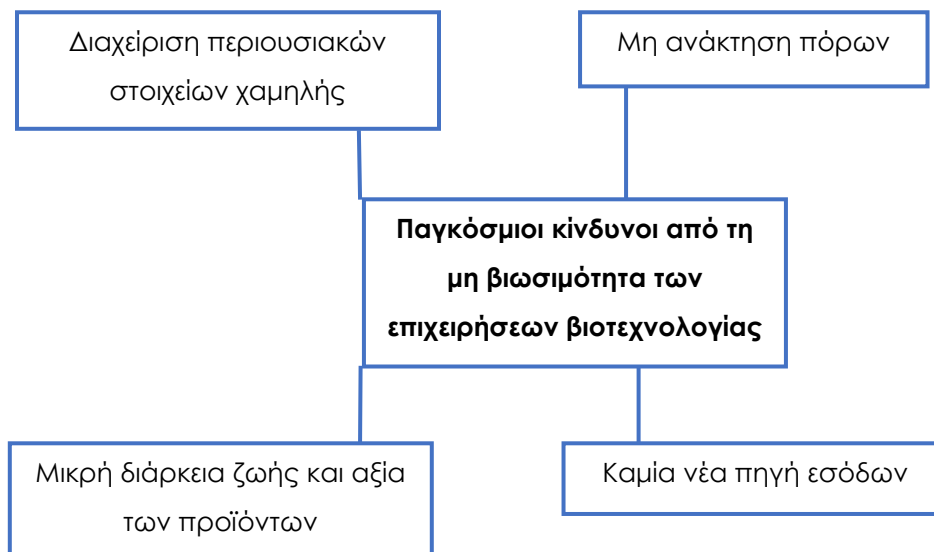 Διαχείριση περιουσιακών
στοιχείων χαμηλής
Μη ανάκτηση πόρων
Παγκόσμιοι κίνδυνοι από τη
μη βιωσιμότητα των
επιχειρήσεων βιοτεχνολογίας
Μικρή διάρκεια ζωής και αξία
των προϊόντων
Καμία νέα πηγή εσόδων